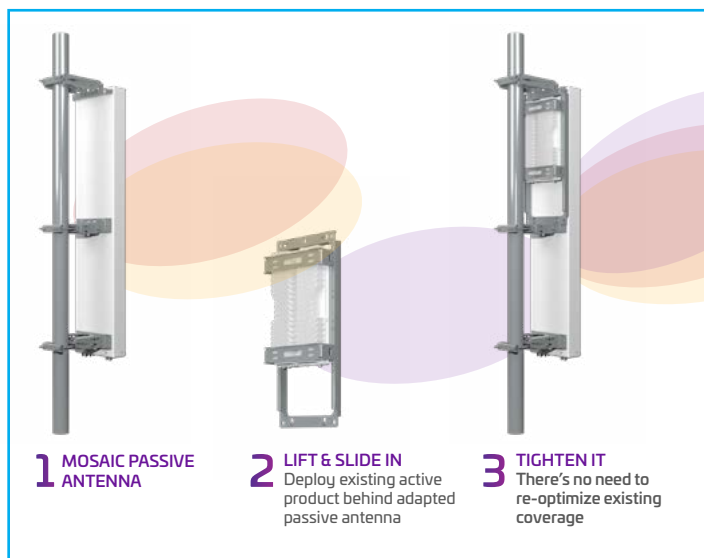 1 MOSAIC PASSIVE
ANTENNA
2 LIFT & SLIDE IN
Deploy existing active
product behind adapted
passive antenna
3 TIGHTEN IT
There's no need to
re-optimize existing
coverage